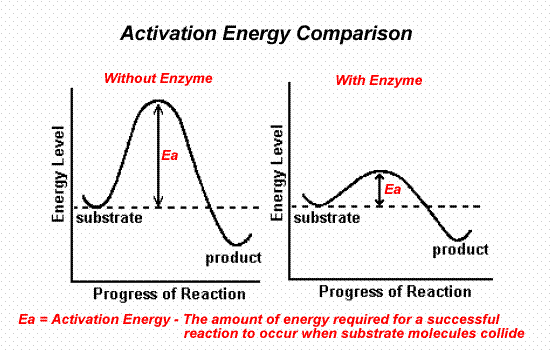 Activation Energy Comparison
Without Enzyme
With Enzyme
Energy Level
Ea
substrate
product
Progress of Reaction
Energy Level
Ea
substrate
product
Progress of Reaction
Ea = Activation Energy - The amount of energy required for a successful
reaction to occur when substrate molecules collide